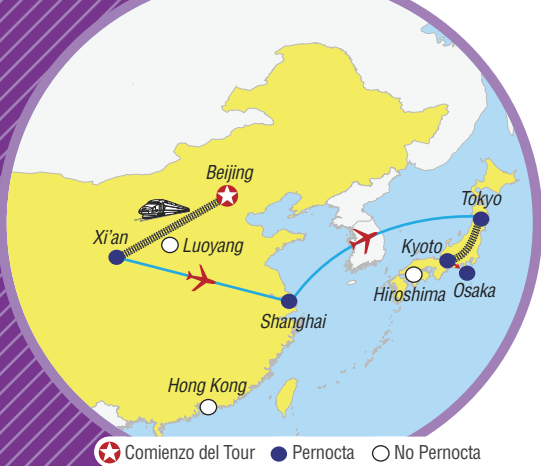 Beijing
Tokyo
Xi'an
Luoyang
Kyoto
Hiroshima
Osaka
Shanghai
Hong Kong
Comienzo del Tour
Pernocta
No Pernocta